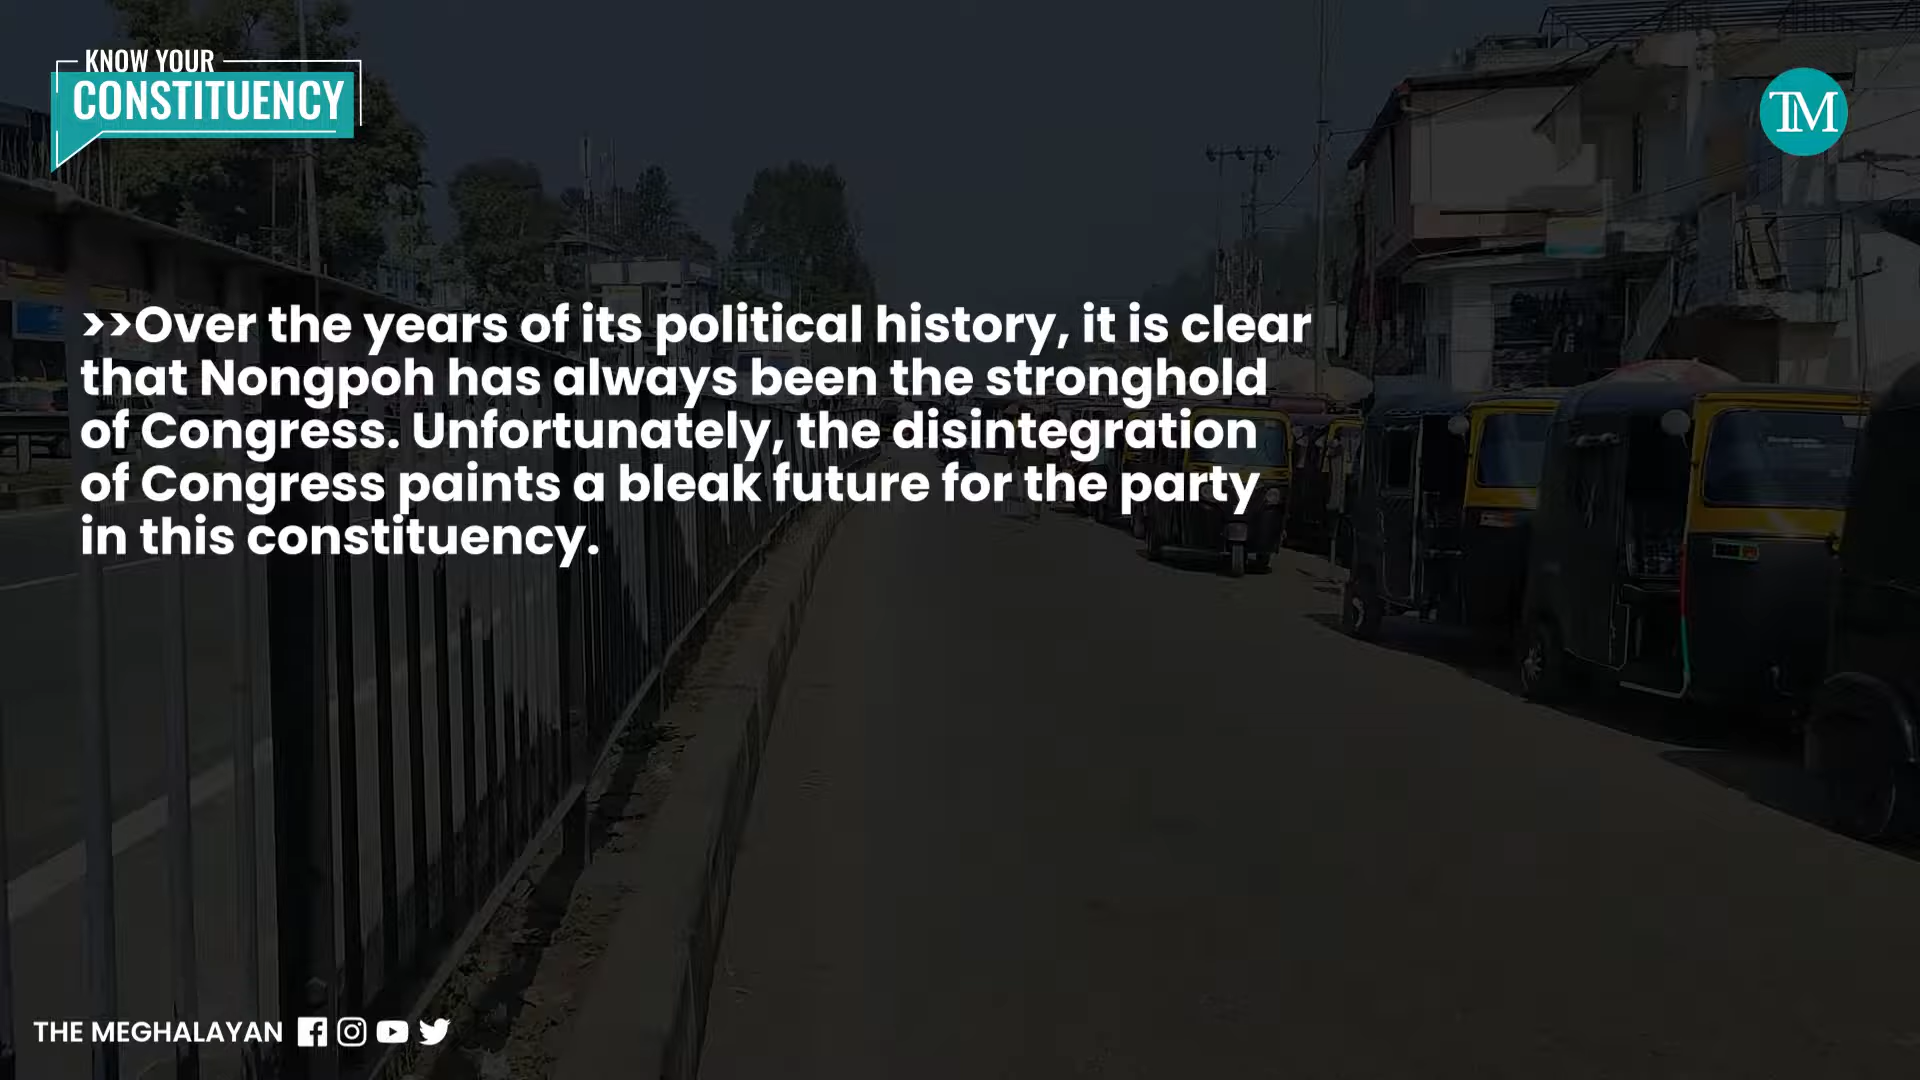 KNOW YOUR
CONSTITUENCY
TM
>>Over the years of its political history, it is clear
that Nongpoh has always been the stronghold
of Congress. Unfortunately, the disintegration
of Congress paints a bleak future for the party
in this constituency.
THE MEGHALAYAN